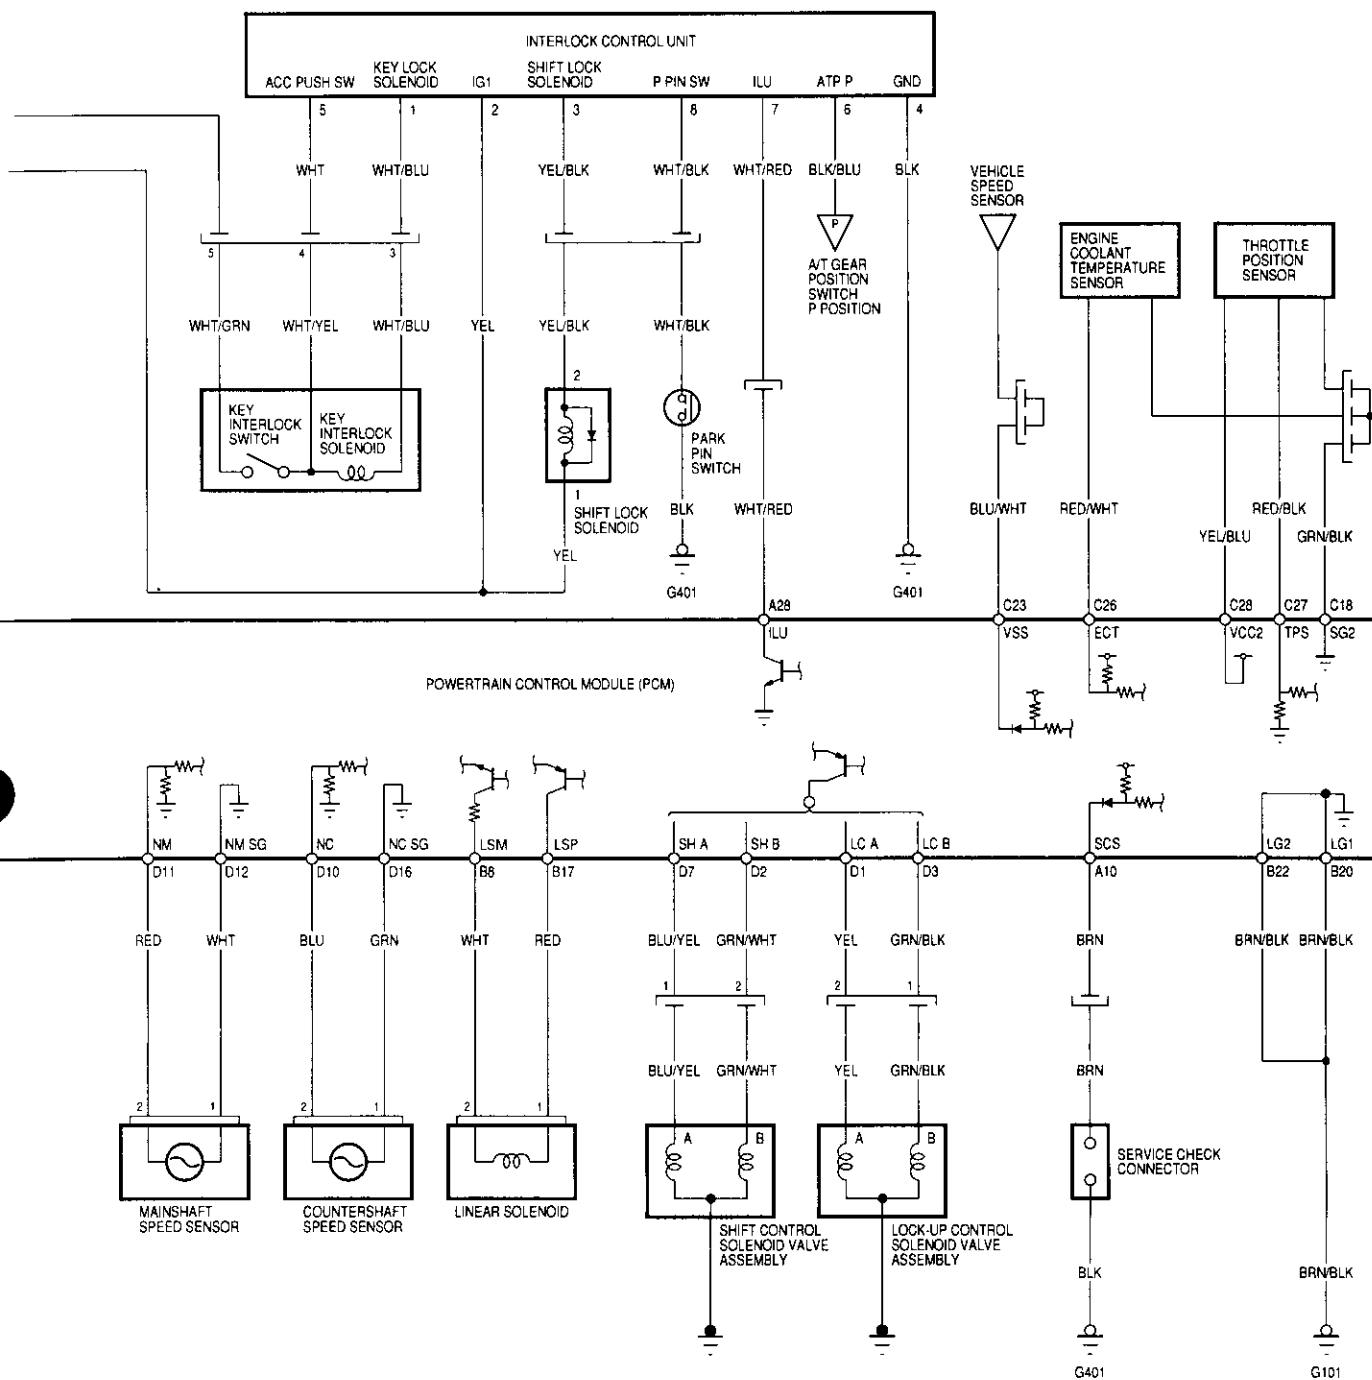 INTERLOCK CONTROL UNIT
ACC PUSH SW
KEY LOCK
SOLENOID
IG1
SHIFT LOCK
SOLENOID
P PIN SW
ILU
ATP P
GND
5 1 2 3 8 7 6 4
WHT WHT/BLU YEL/BLK WHT/BLK WHT/RED BLK/BLU BLK
VEHICLE
SPEED
SENSOR
P
5 4 3
A/T GEAR
POSITION
SWITCH
P POSITION
ENGINE
COOLANT
TEMPERATURE
SENSOR
THROTTLE
POSITION
SENSOR
WHT/GRN WHT/YEL WHT/BLU YEL YEL/BLK WHT/BLK
KEY
INTERLOCK
SWITCH
KEY
INTERLOCK
SOLENOID
2
1
SHIFT LOCK
SOLENOID
PARK
PIN
SWITCH
BLK WHT/RED BLU/WHT RED/WHT RED/BLK
YEL/BLU GRN/BLK
YEL
G401 G401
A28 C23 C26 C28 C27 C18
ILU VSS ECT VCC2 TPS SG2
POWERTRAIN CONTROL MODULE (PCM)
NM NM SG NC NC SG LSM LSP SH A SH B LC A LC B SCS LG2 LG1
D11 D12 D10 D16 B8 B17 D7 D2 D1 D3 A10 B22 B20
RED WHT BLU GRN WHT RED BLU/YEL GRN/WHT YEL GRN/BLK BRN BRN/BLK BRN/BLK
1 2 2 1
BLU/YEL GRN/WHT YEL GRN/BLK BRN
2 1 2 1 2 1
A B A B
MAINSHAFT
SPEED SENSOR
COUNTERSHAFT
SPEED SENSOR
LINEAR SOLENOID
SHIFT CONTROL
SOLENOID VALVE
ASSEMBLY
LOCK-UP CONTROL
SOLENOID VALVE
ASSEMBLY
SERVICE CHECK
CONNECTOR
BLK BRN/BLK
G401 G101